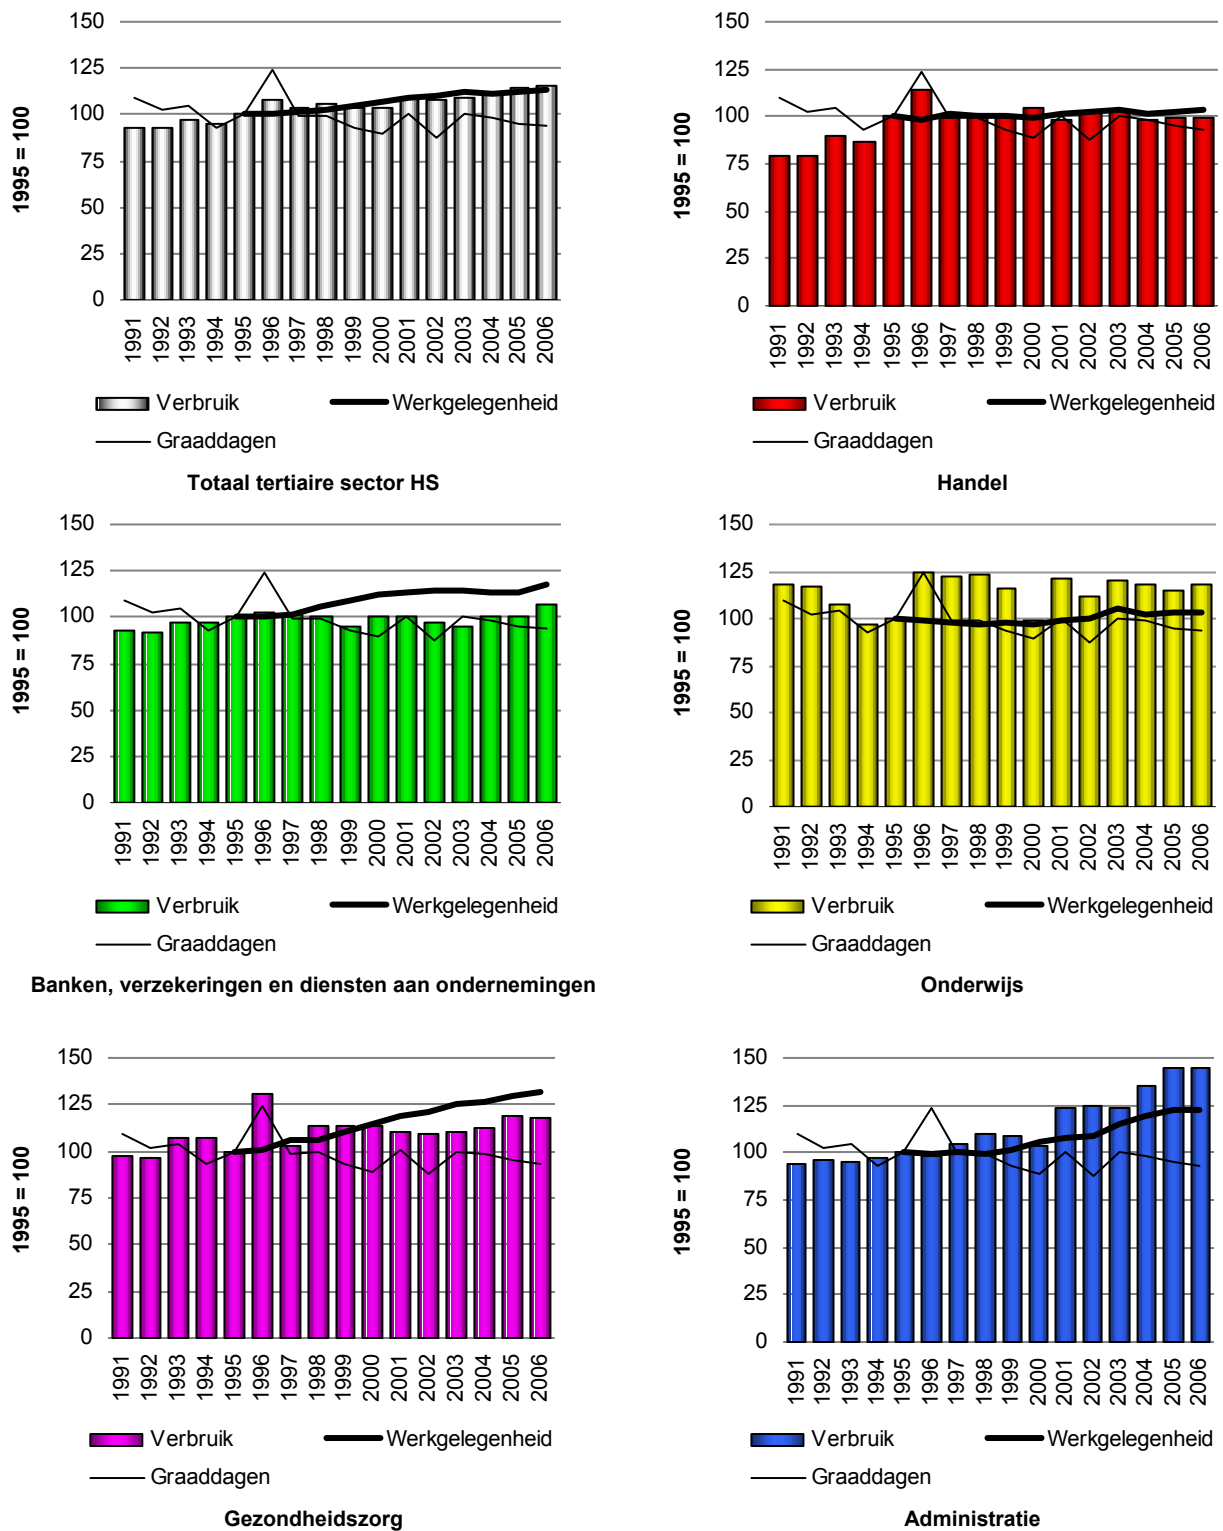 150
125
100
75
50
25
0
1995 = 100
1991 1992 1993 1994 1995 1996 1997 1998 1999 2000 2001 2002 2003 2004 2005 2006
Verbruik Werkgelegenheid
Graaddagen
Totaal tertiaire sector HS
150
125
100
75
50
25
0
1995 = 100
1991 1992 1993 1994 1995 1996 1997 1998 1999 2000 2001 2002 2003 2004 2005 2006
Verbruik Werkgelegenheid
Graaddagen
Handel
150
125
100
75
50
25
0
1995 = 100
1991 1992 1993 1994 1995 1996 1997 1998 1999 2000 2001 2002 2003 2004 2005 2006
Verbruik Werkgelegenheid
Graaddagen
Banken, verzekeringen en diensten aan ondernemingen
150
125
100
75
50
25
0
1995 = 100
1991 1992 1993 1994 1995 1996 1997 1998 1999 2000 2001 2002 2003 2004 2005 2006
Verbruik Werkgelegenheid
Graaddagen
Onderwijs
150
125
100
75
50
25
0
1995 = 100
1991 1992 1993 1994 1995 1996 1997 1998 1999 2000 2001 2002 2003 2004 2005 2006
Verbruik Werkgelegenheid
Graaddagen
Gezondheidszorg
150
125
100
75
50
25
0
1995 = 100
1991 1992 1993 1994 1995 1996 1997 1998 1999 2000 2001 2002 2003 2004 2005 2006
Verbruik Werkgelegenheid
Graaddagen
Administratie